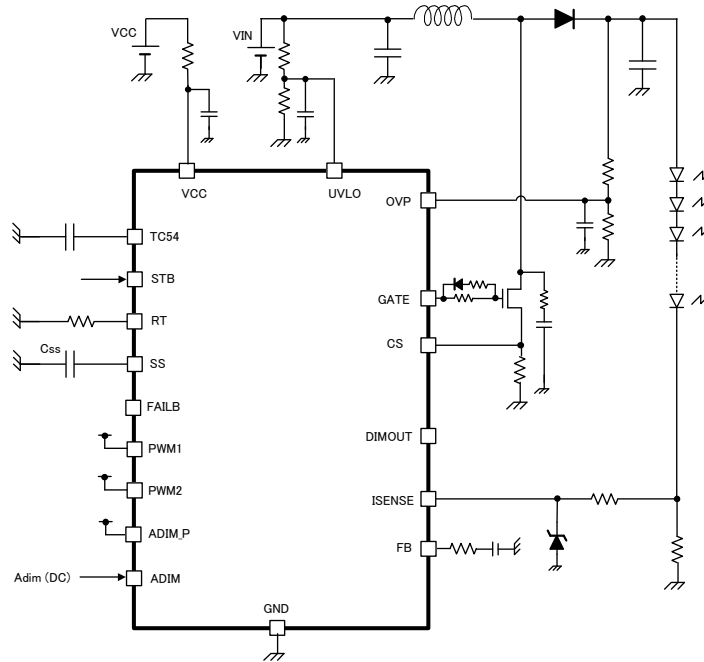 VCC
VIN
VCC
UVLO
OVP
TC54
STB
GATE
RT
CS
Css
SS
FAILB
DIMOUT
PWM1
PWM2
ISENSE
ADIM_P
FB
Adim (DC)
ADIM
GND